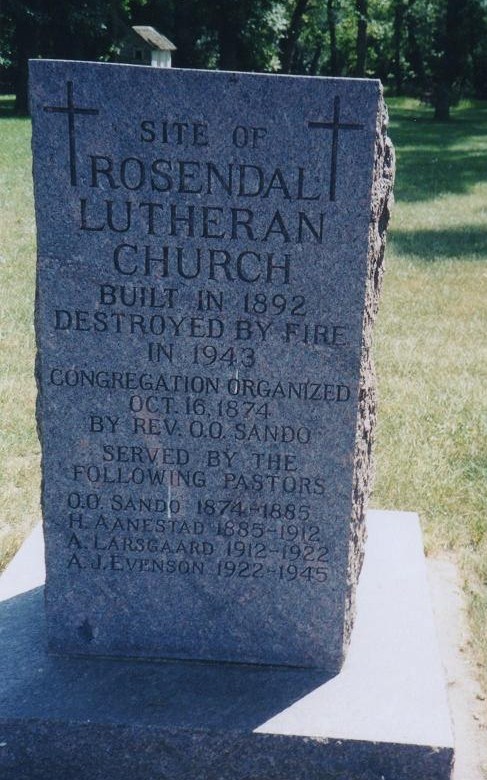 SITE OF
ROSENDAL
LUTHERAN
CHURCH
BUILT IN 1892
DESTROYED BY FIRE
IN 1943
CONGREGATION ORGANIZED
OCT. 16, 1874
BY REV. O.O. SANDO
SERVED BY THE
FOLLOWING PASTORS
O.O. SANDO 1874-1885
H. AANESTAD 1885-1912
A. LARSGAARD 1912-1922
A. J. EVENSON 1922-1945